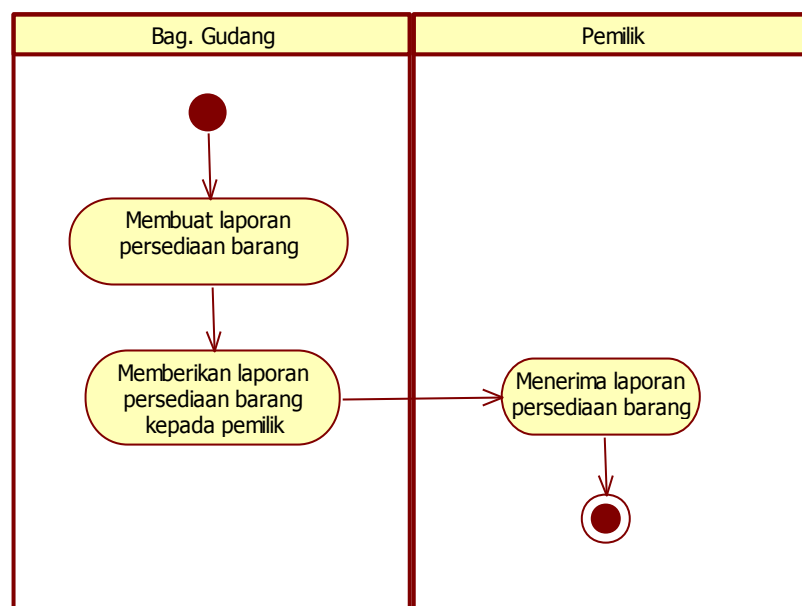 Bag. Gudang
Pemilik
Membuat laporan
persediaan barang
Memberikan laporan
persediaan barang
kepada pemilik
Menerima laporan
persediaan barang